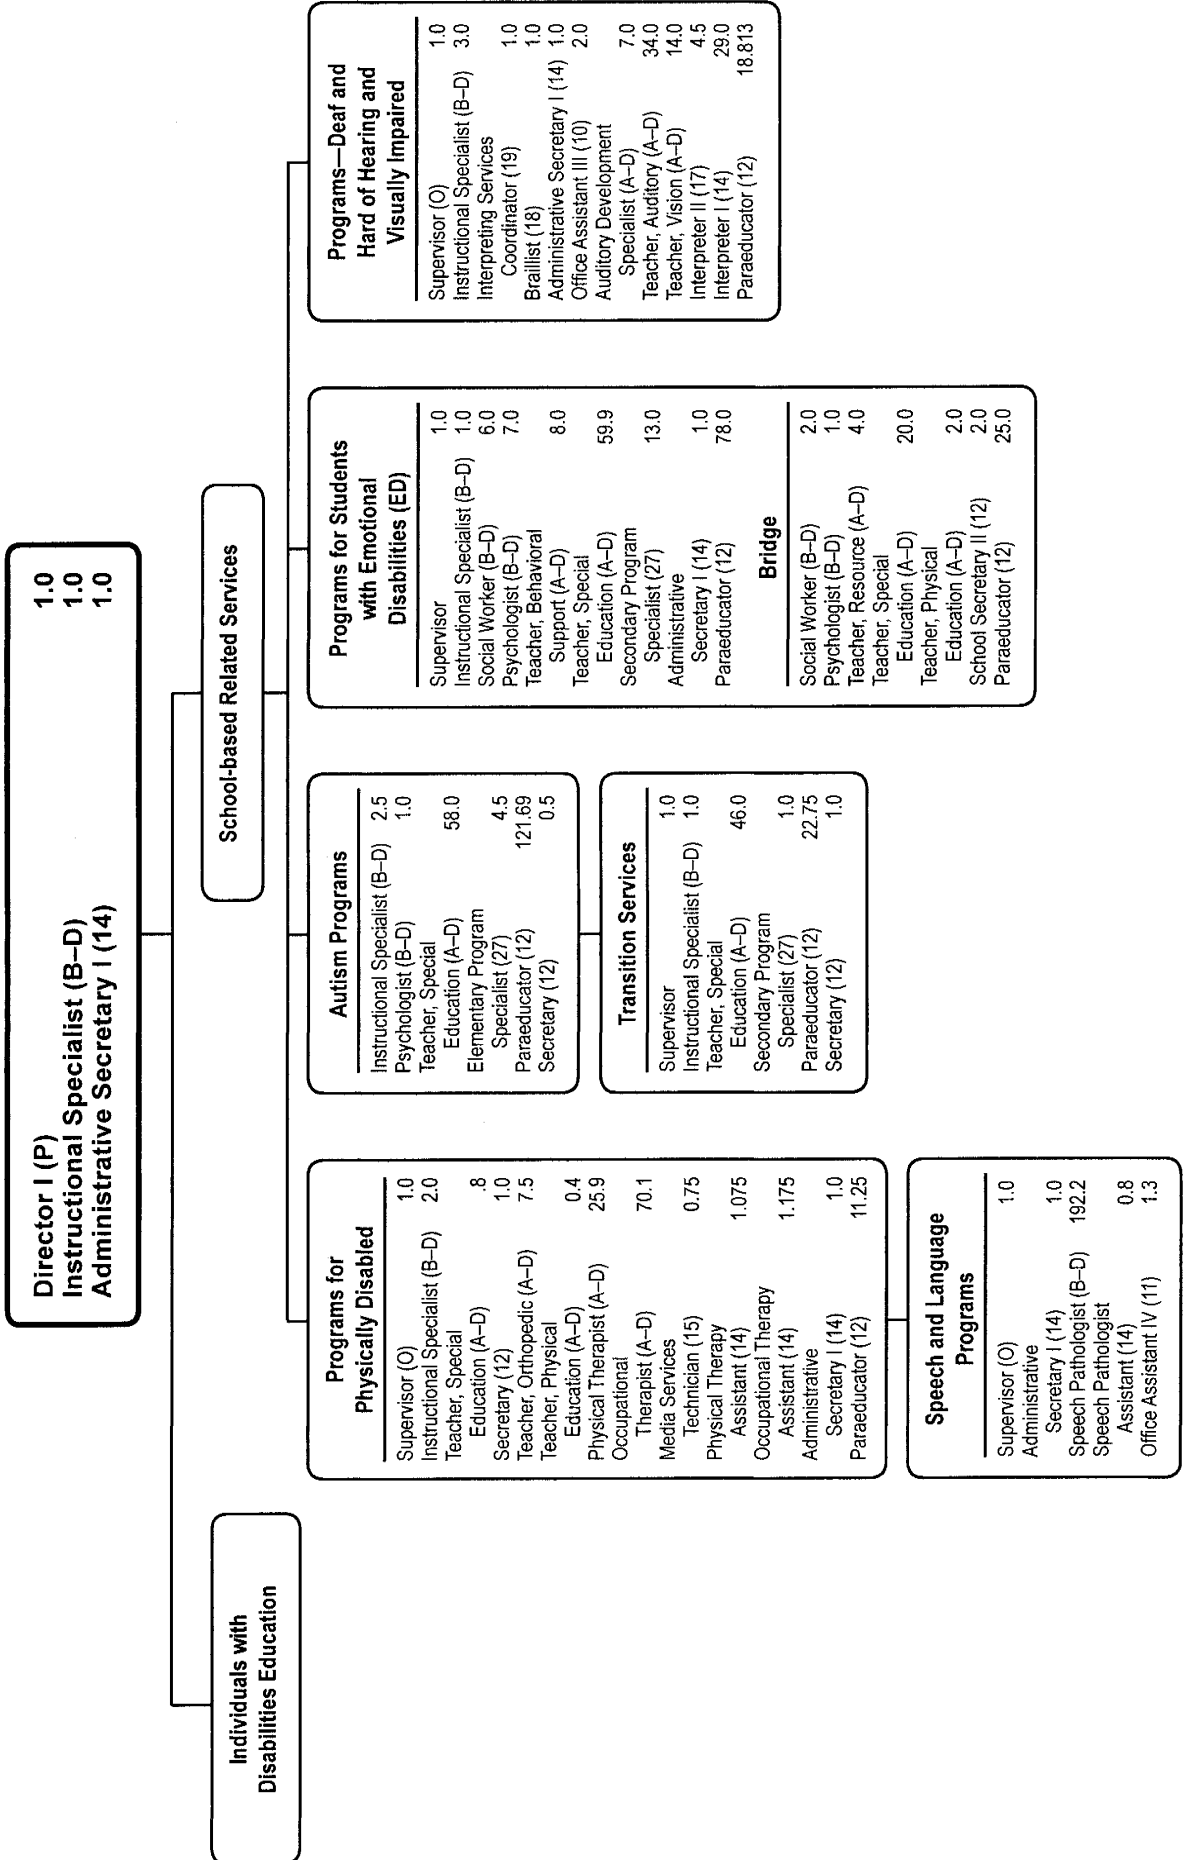 Director I (P) 1.0
Instructional Specialist (B–D) 1.0
Administrative Secretary I (14) 1.0
Individuals with
Disabilities Education
School-based Related Services
Programs for
Physically Disabled
Supervisor (O) 1.0
Instructional Specialist (B–D) 2.0
Teacher, Special
Education (A–D) .8
Secretary (12) 1.0
Teacher, Orthopedic (A–D) 7.5
Teacher, Physical
Education (A–D) 0.4
Physical Therapist (A–D) 25.9
Occupational
Therapist (A–D) 70.1
Media Services
Technician (15) 0.75
Physical Therapy
Assistant (14) 1.075
Occupational Therapy
Assistant (14) 1.175
Administrative
Secretary I (14) 1.0
Paraeducator (12) 11.25
Speech and Language
Programs
Supervisor (O) 1.0
Administrative
Secretary I (14) 1.0
Speech Pathologist (B–D) 192.2
Speech Pathologist
Assistant (14) 0.8
Office Assistant IV (11) 1.3
Autism Programs
Instructional Specialist (B–D) 2.5
Psychologist (B–D) 1.0
Teacher, Special
Education (A–D) 58.0
Elementary Program
Specialist (27) 4.5
Paraeducator (12) 121.69
Secretary (12) 0.5
Transition Services
Supervisor 1.0
Instructional Specialist (B–D) 1.0
Teacher, Special
Education (A–D) 46.0
Secondary Program
Specialist (27) 1.0
Paraeducator (12) 22.75
Secretary (12) 1.0
Programs for Students
with Emotional
Disabilities (ED)
Supervisor 1.0
Instructional Specialist (B–D) 1.0
Social Worker (B–D) 6.0
Psychologist (B–D) 7.0
Teacher, Behavioral
Support (A–D) 8.0
Teacher, Special
Education (A–D) 59.9
Secondary Program
Specialist (27) 13.0
Administrative
Secretary I (14) 1.0
Paraeducator (12) 78.0
Bridge
Social Worker (B–D) 2.0
Psychologist (B–D) 1.0
Teacher, Resource (A–D) 4.0
Teacher, Special
Education (A–D) 20.0
Teacher, Physical
Education (A–D) 2.0
School Secretary II (12) 2.0
Paraeducator (12) 25.0
Programs—Deaf and
Hard of Hearing and
Visually Impaired
Supervisor (O) 1.0
Instructional Specialist (B–D) 3.0
Interpreting Services
Coordinator (19) 1.0
Braillist (18) 1.0
Administrative Secretary I (14) 1.0
Office Assistant III (10) 2.0
Auditory Development
Specialist (A–D) 7.0
Teacher, Auditory (A–D) 34.0
Teacher, Vision (A–D) 14.0
Interpreter II (17) 4.5
Interpreter I (14) 29.0
Paraeducator (12) 18.813